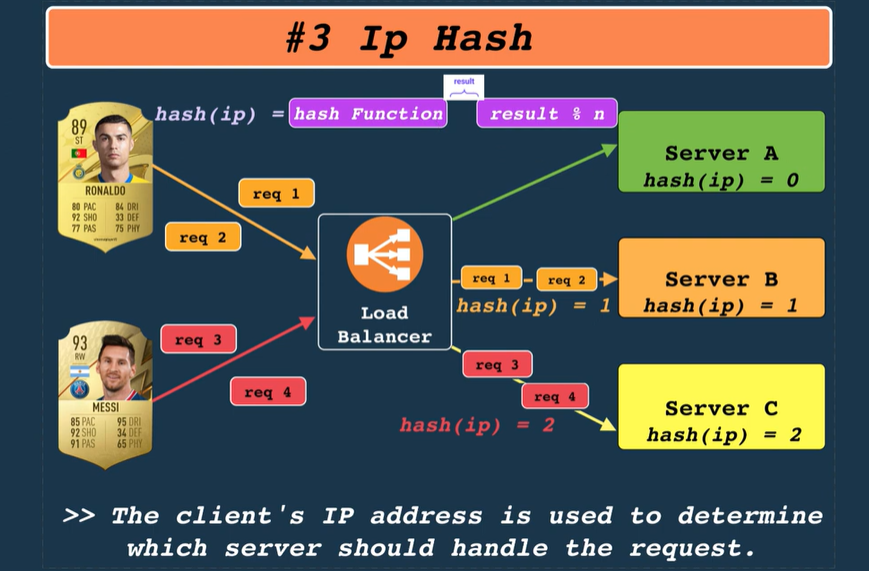 #3 Ip Hash
result
hash(ip) = hash Function result % n
89
ST
RONALDO
80 PAC 84 DRI
92 SHO 33 DEF
77 PAS 75 PHY
req 1
req 2
Server A
hash(ip) = 0
Load
Balancer
req 1 req 2
hash(ip) = 1
Server B
hash(ip) = 1
93
RW
MESSI
85 PAC 95 DRI
92 SHO 34 DEF
91 PAS 65 PHY
req 3
req 4
req 3
req 4
hash(ip) = 2
Server C
hash(ip) = 2
>> The client's IP address is used to determine
which server should handle the request.